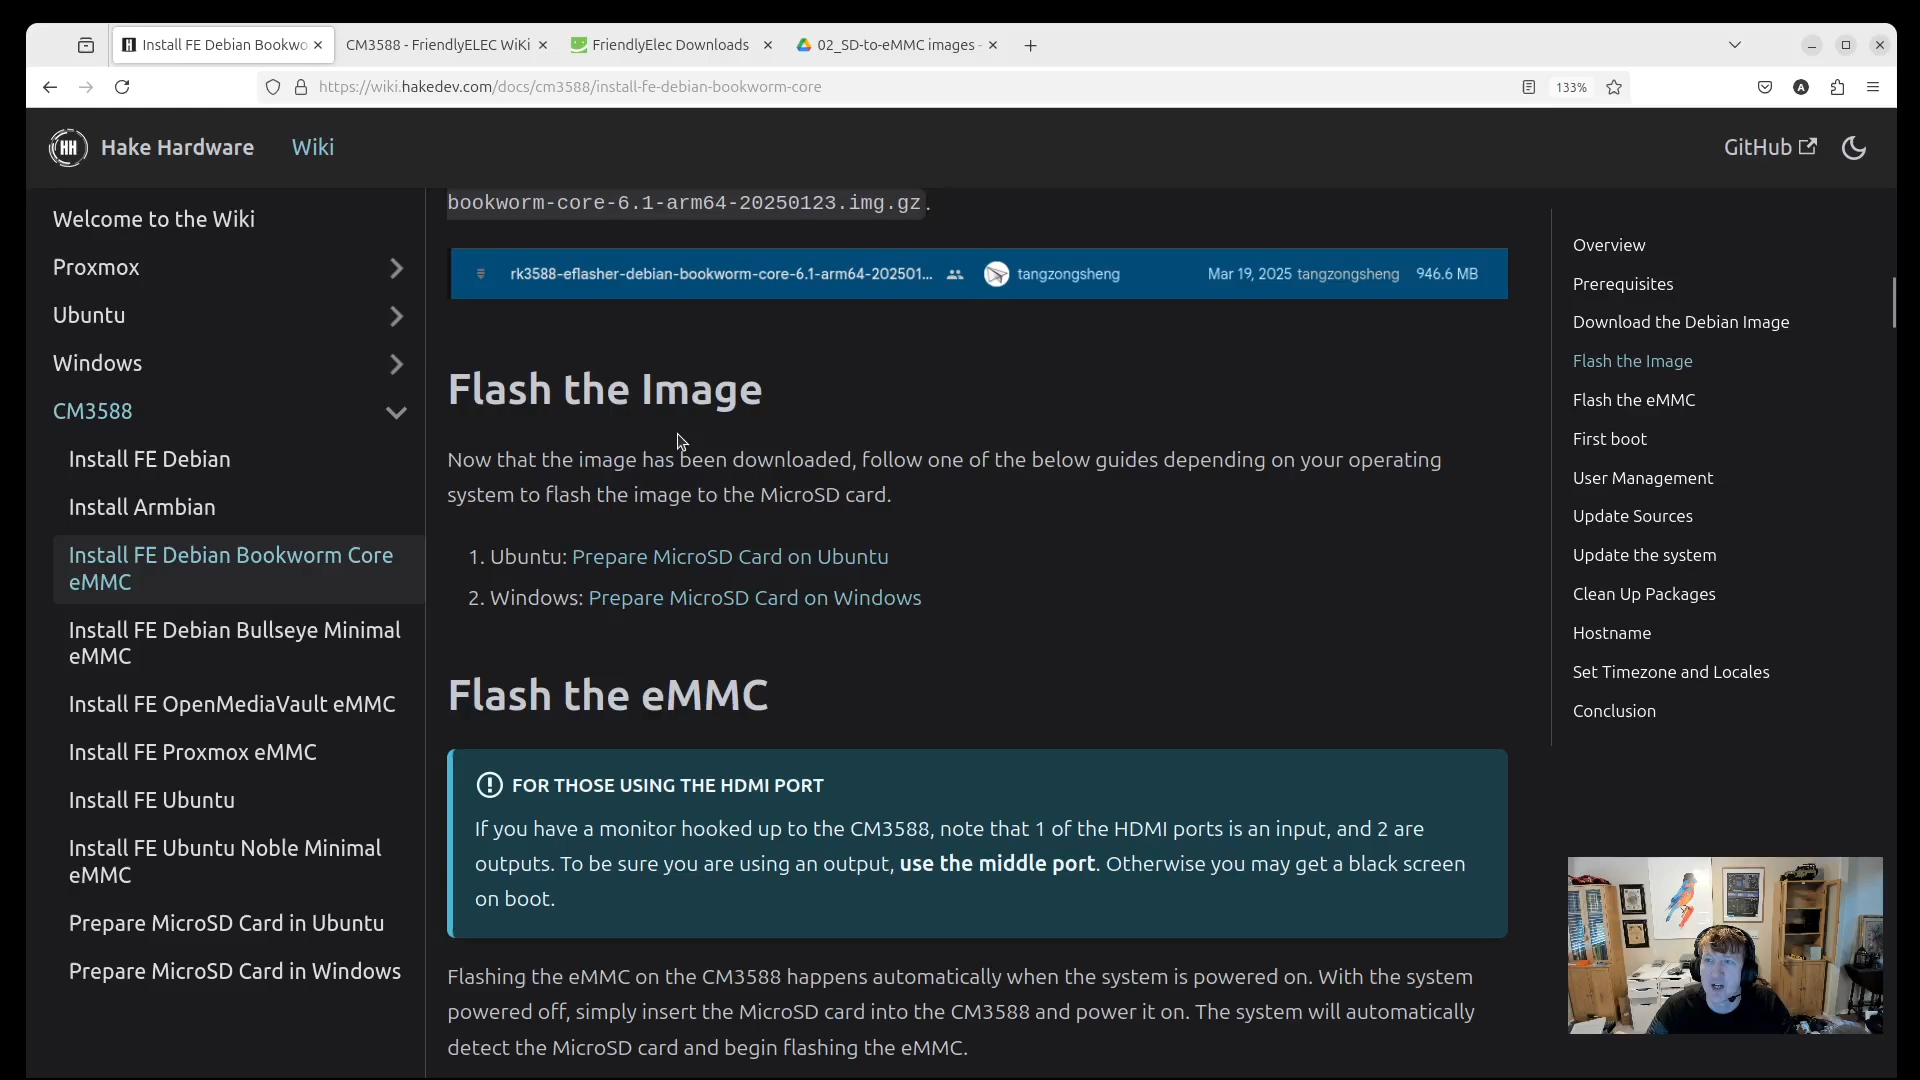 Install FE Debian Bookwo
CM3588 - FriendlyELEC WiKi
FriendlyElec Downloads
02_SD-to-eMMC images -
https://wiki.hakedev.com/docs/cm3588/install-fe-debian-bookworm-core
133%
A
HH
Hake Hardware
Wiki
GitHub
Welcome to the Wiki
Proxmox
Ubuntu
Windows
CM3588
Install FE Debian
Install Armbian
Install FE Debian Bookworm Core
eMMC
Install FE Debian Bullseye Minimal
eMMC
Install FE OpenMediaVault eMMC
Install FE Proxmox eMMC
Install FE Ubuntu
Install FE Ubuntu Noble Minimal
eMMC
Prepare MicroSD Card in Ubuntu
Prepare MicroSD Card in Windows
bookworm-core-6.1-arm64-20250123.img.gz.
rk3588-eflasher-debian-bookworm-core-6.1-arm64-202501... tangzongsheng Mar 19, 2025 tangzongsheng 946.6 MB
Flash the Image
Now that the image has been downloaded, follow one of the below guides depending on your operating
system to flash the image to the MicroSD card.
1. Ubuntu: Prepare MicroSD Card on Ubuntu
2. Windows: Prepare MicroSD Card on Windows
Flash the eMMC
FOR THOSE USING THE HDMI PORT
If you have a monitor hooked up to the CM3588, note that 1 of the HDMI ports is an input, and 2 are
outputs. To be sure you are using an output, use the middle port. Otherwise you may get a black screen
on boot.
Flashing the eMMC on the CM3588 happens automatically when the system is powered on. With the system
powered off, simply insert the MicroSD card into the CM3588 and power it on. The system will automatically
detect the MicroSD card and begin flashing the eMMC.
Overview
Prerequisites
Download the Debian Image
Flash the Image
Flash the eMMC
First boot
User Management
Update Sources
Update the system
Clean Up Packages
Hostname
Set Timezone and Locales
Conclusion